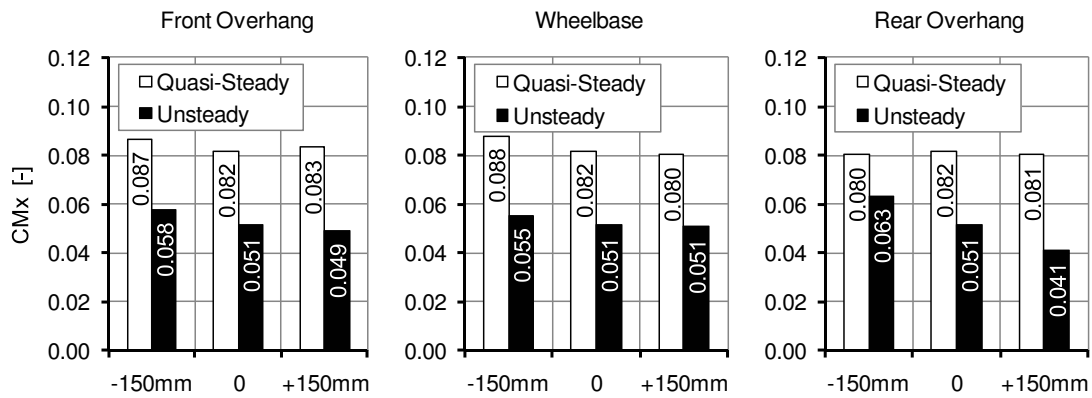 Front Overhang
0.12
0.10
0.08
0.06
0.04
0.02
0.00
CMx [-]
Quasi-Steady
Unsteady
0.087
0.058
0.082
0.051
0.083
0.049
-150mm
0
+150mm
Wheelbase
0.12
0.10
0.08
0.06
0.04
0.02
0.00
Quasi-Steady
Unsteady
0.088
0.055
0.082
0.051
0.080
0.051
-150mm
0
+150mm
Rear Overhang
0.12
0.10
0.08
0.06
0.04
0.02
0.00
Quasi-Steady
Unsteady
0.080
0.063
0.082
0.051
0.081
0.041
-150mm
0
+150mm